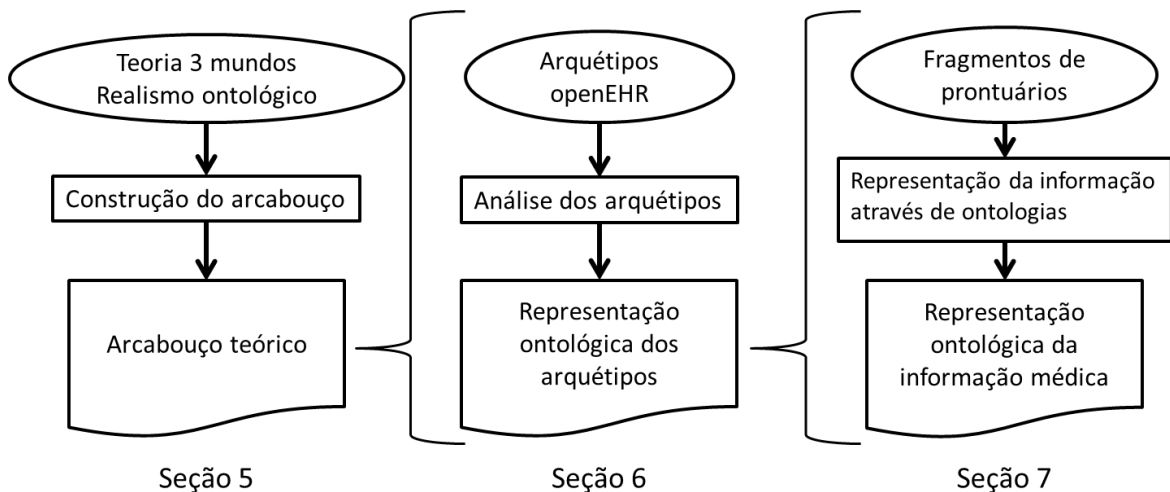 Teoria 3 mundos
Realismo ontológico
Construção do arcabouço
Arcabouço teórico
Seção 5
Arquétipos
openEHR
Análise dos arquétipos
Representação
ontológica dos
arquétipos
Seção 6
Fragmentos de
prontuários
Representação da informação
através de ontologias
Representação
ontológica da
informação médica
Seção 7